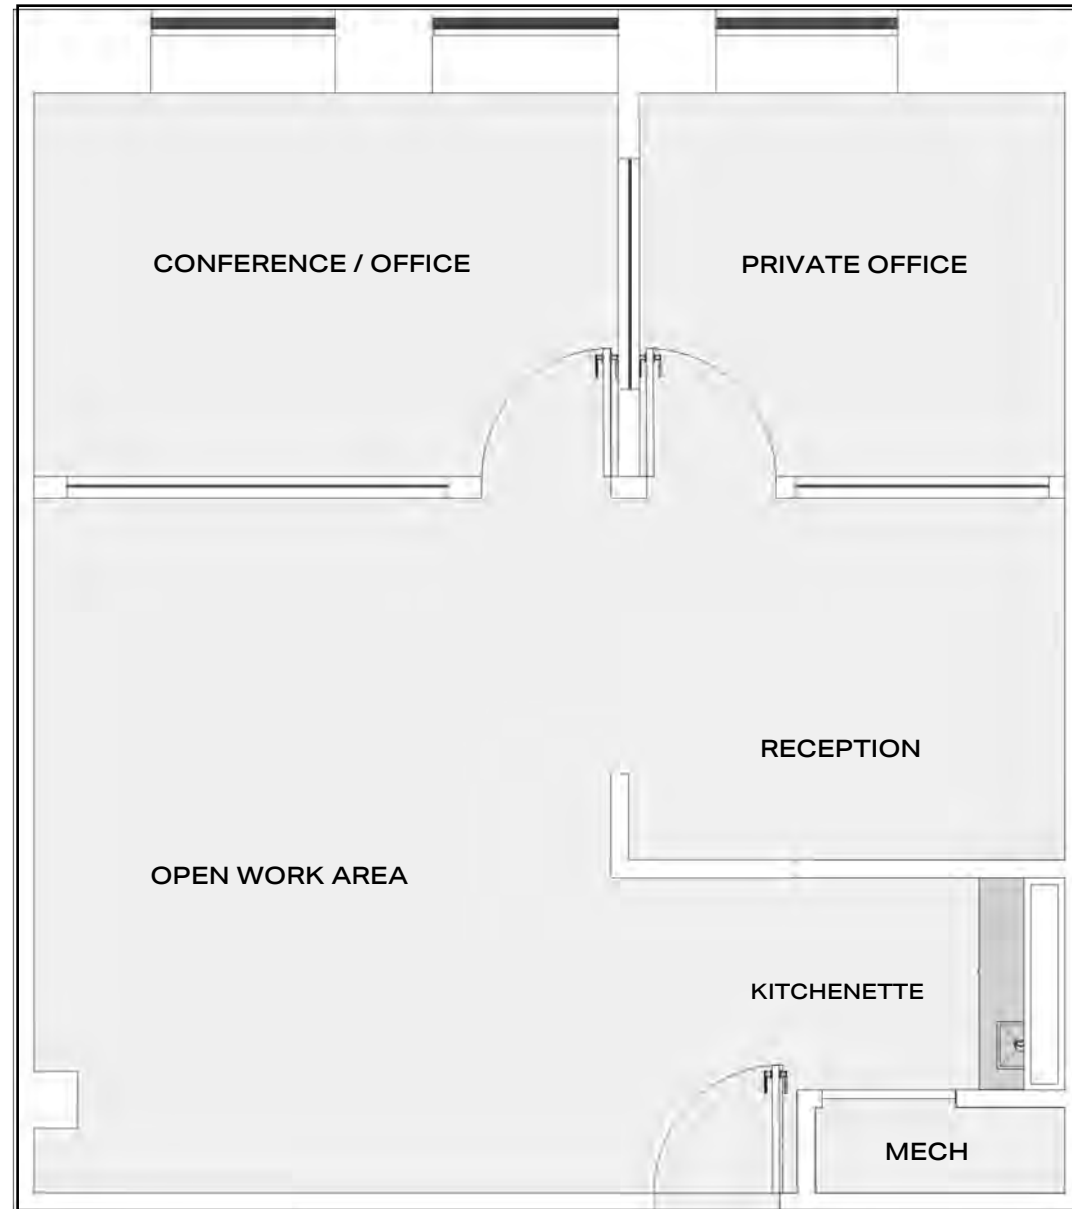 CONFERENCE / OFFICE
PRIVATE OFFICE
RECEPTION
OPEN WORK AREA
KITCHENETTE
MECH